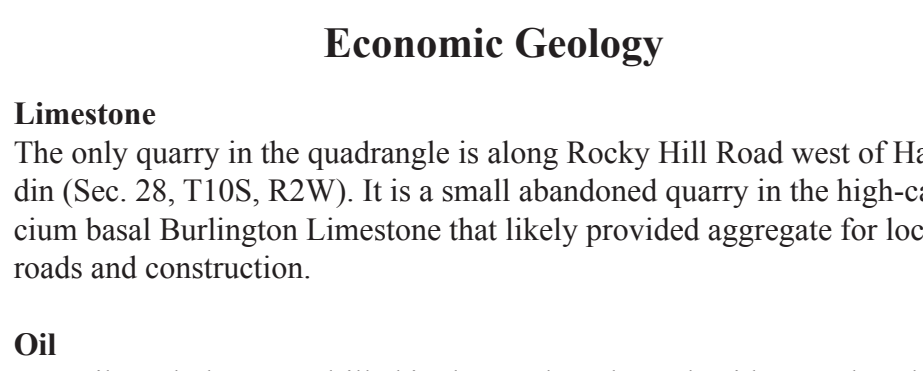 Economic Geology
Limestone
The only quarry in the quadrangle is along Rocky Hill Road west of Ha
din (Sec. 28, T10S, R2W). It is a small abandoned quarry in the high-ca
cium basal Burlington Limestone that likely provided aggregate for loc
roads and construction.
Oil